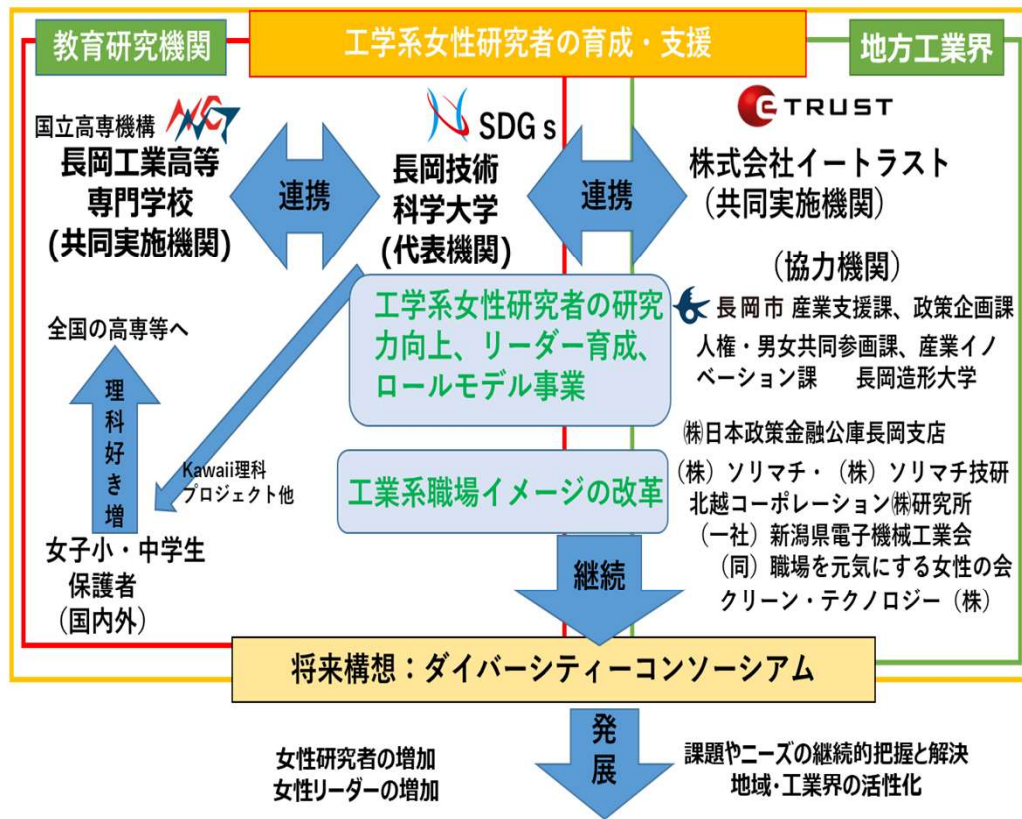 教育研究機関
工学系女性研究者の育成・支援
地方工業界
国立高専機構
長岡工業高等
専門学校
(共同実施機関)
連携
SDGs
長岡技術
科学大学
(代表機関)
連携
e TRUST
株式会社イートラスト
（共同実施機関）
（協力機関）
長岡市 産業支援課、政策企画課
人権・男女共同参画課、産業イノ
ベーション課　長岡造形大学
㈱日本政策金融公庫長岡支店
（株）ソリマチ・（株）ソリマチ技研
北越コーポレーション㈱研究所
（一社）新潟県電子機械工業会
（同）職場を元気にする女性の会
クリーン・テクノロジー（株）
工学系女性研究者の研究
力向上、リーダー育成、
ロールモデル事業
工業系職場イメージの改革
全国の高専等へ
理科好き増
Kawaii理科
プロジェクト他
女子小・中学生
保護者
（国内外）
継続
将来構想：ダイバーシティーコンソーシアム
発展
女性研究者の増加
女性リーダーの増加
課題やニーズの継続的把握と解決
地域･工業界の活性化